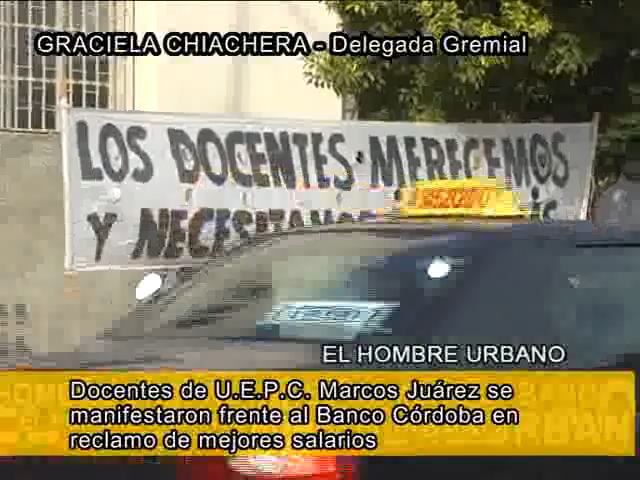 GRACIELA CHIACHERA - Delegada Gremial
LOS DOCENTES MERECEMOS
Y NECESITAMOS
EL HOMBRE URBANO
Docentes de U.E.P.C. Marcos Juárez se
manifestaron frente al Banco Córdoba en
reclamo de mejores salarios